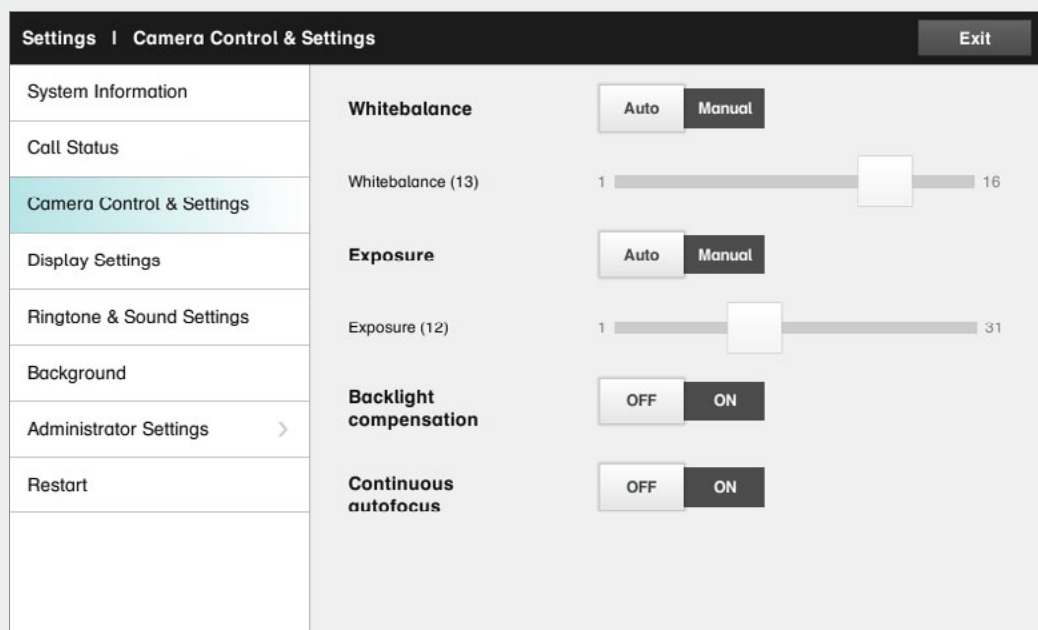 Settings | Camera Control & Settings
Exit
System Information
Call Status
Camera Control & Settings
Display Settings
Ringtone & Sound Settings
Background
Administrator Settings
Restart
Whitebalance
Auto Manual
Whitebalance (13)
1 16
Exposure
Auto Manual
Exposure (12)
1 31
Backlight
compensation
OFF ON
Continuous
autofocus
OFF ON